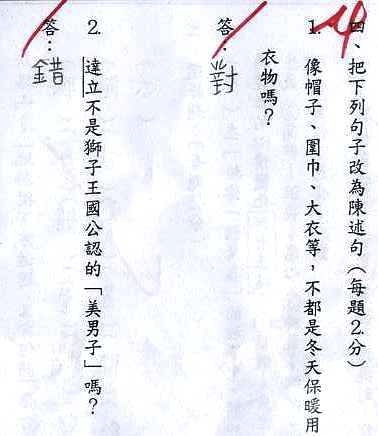 四、把下列句子改為陳述句（每題2分）
1. 像帽子、圍巾、大衣等，不都是冬天保暖用
衣物嗎？
答：對
2. 達立不是獅子王國公認的「美男子」嗎？
答：錯